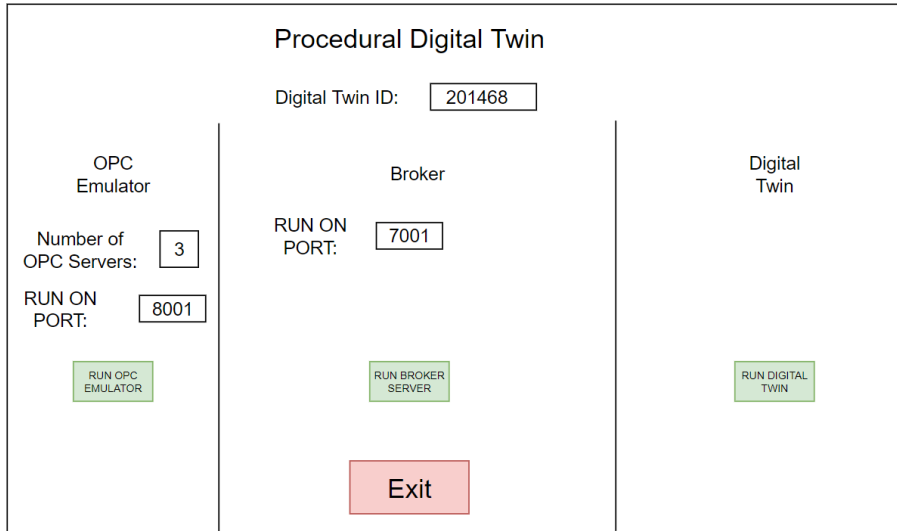 Procedural Digital Twin
Digital Twin ID: 201468
OPC
Emulator
Number of
OPC Servers:
3
RUN ON
PORT:
8001
RUN OPC
EMULATOR
Broker
RUN ON
PORT:
7001
RUN BROKER
SERVER
Exit
Digital
Twin
RUN DIGITAL
TWIN